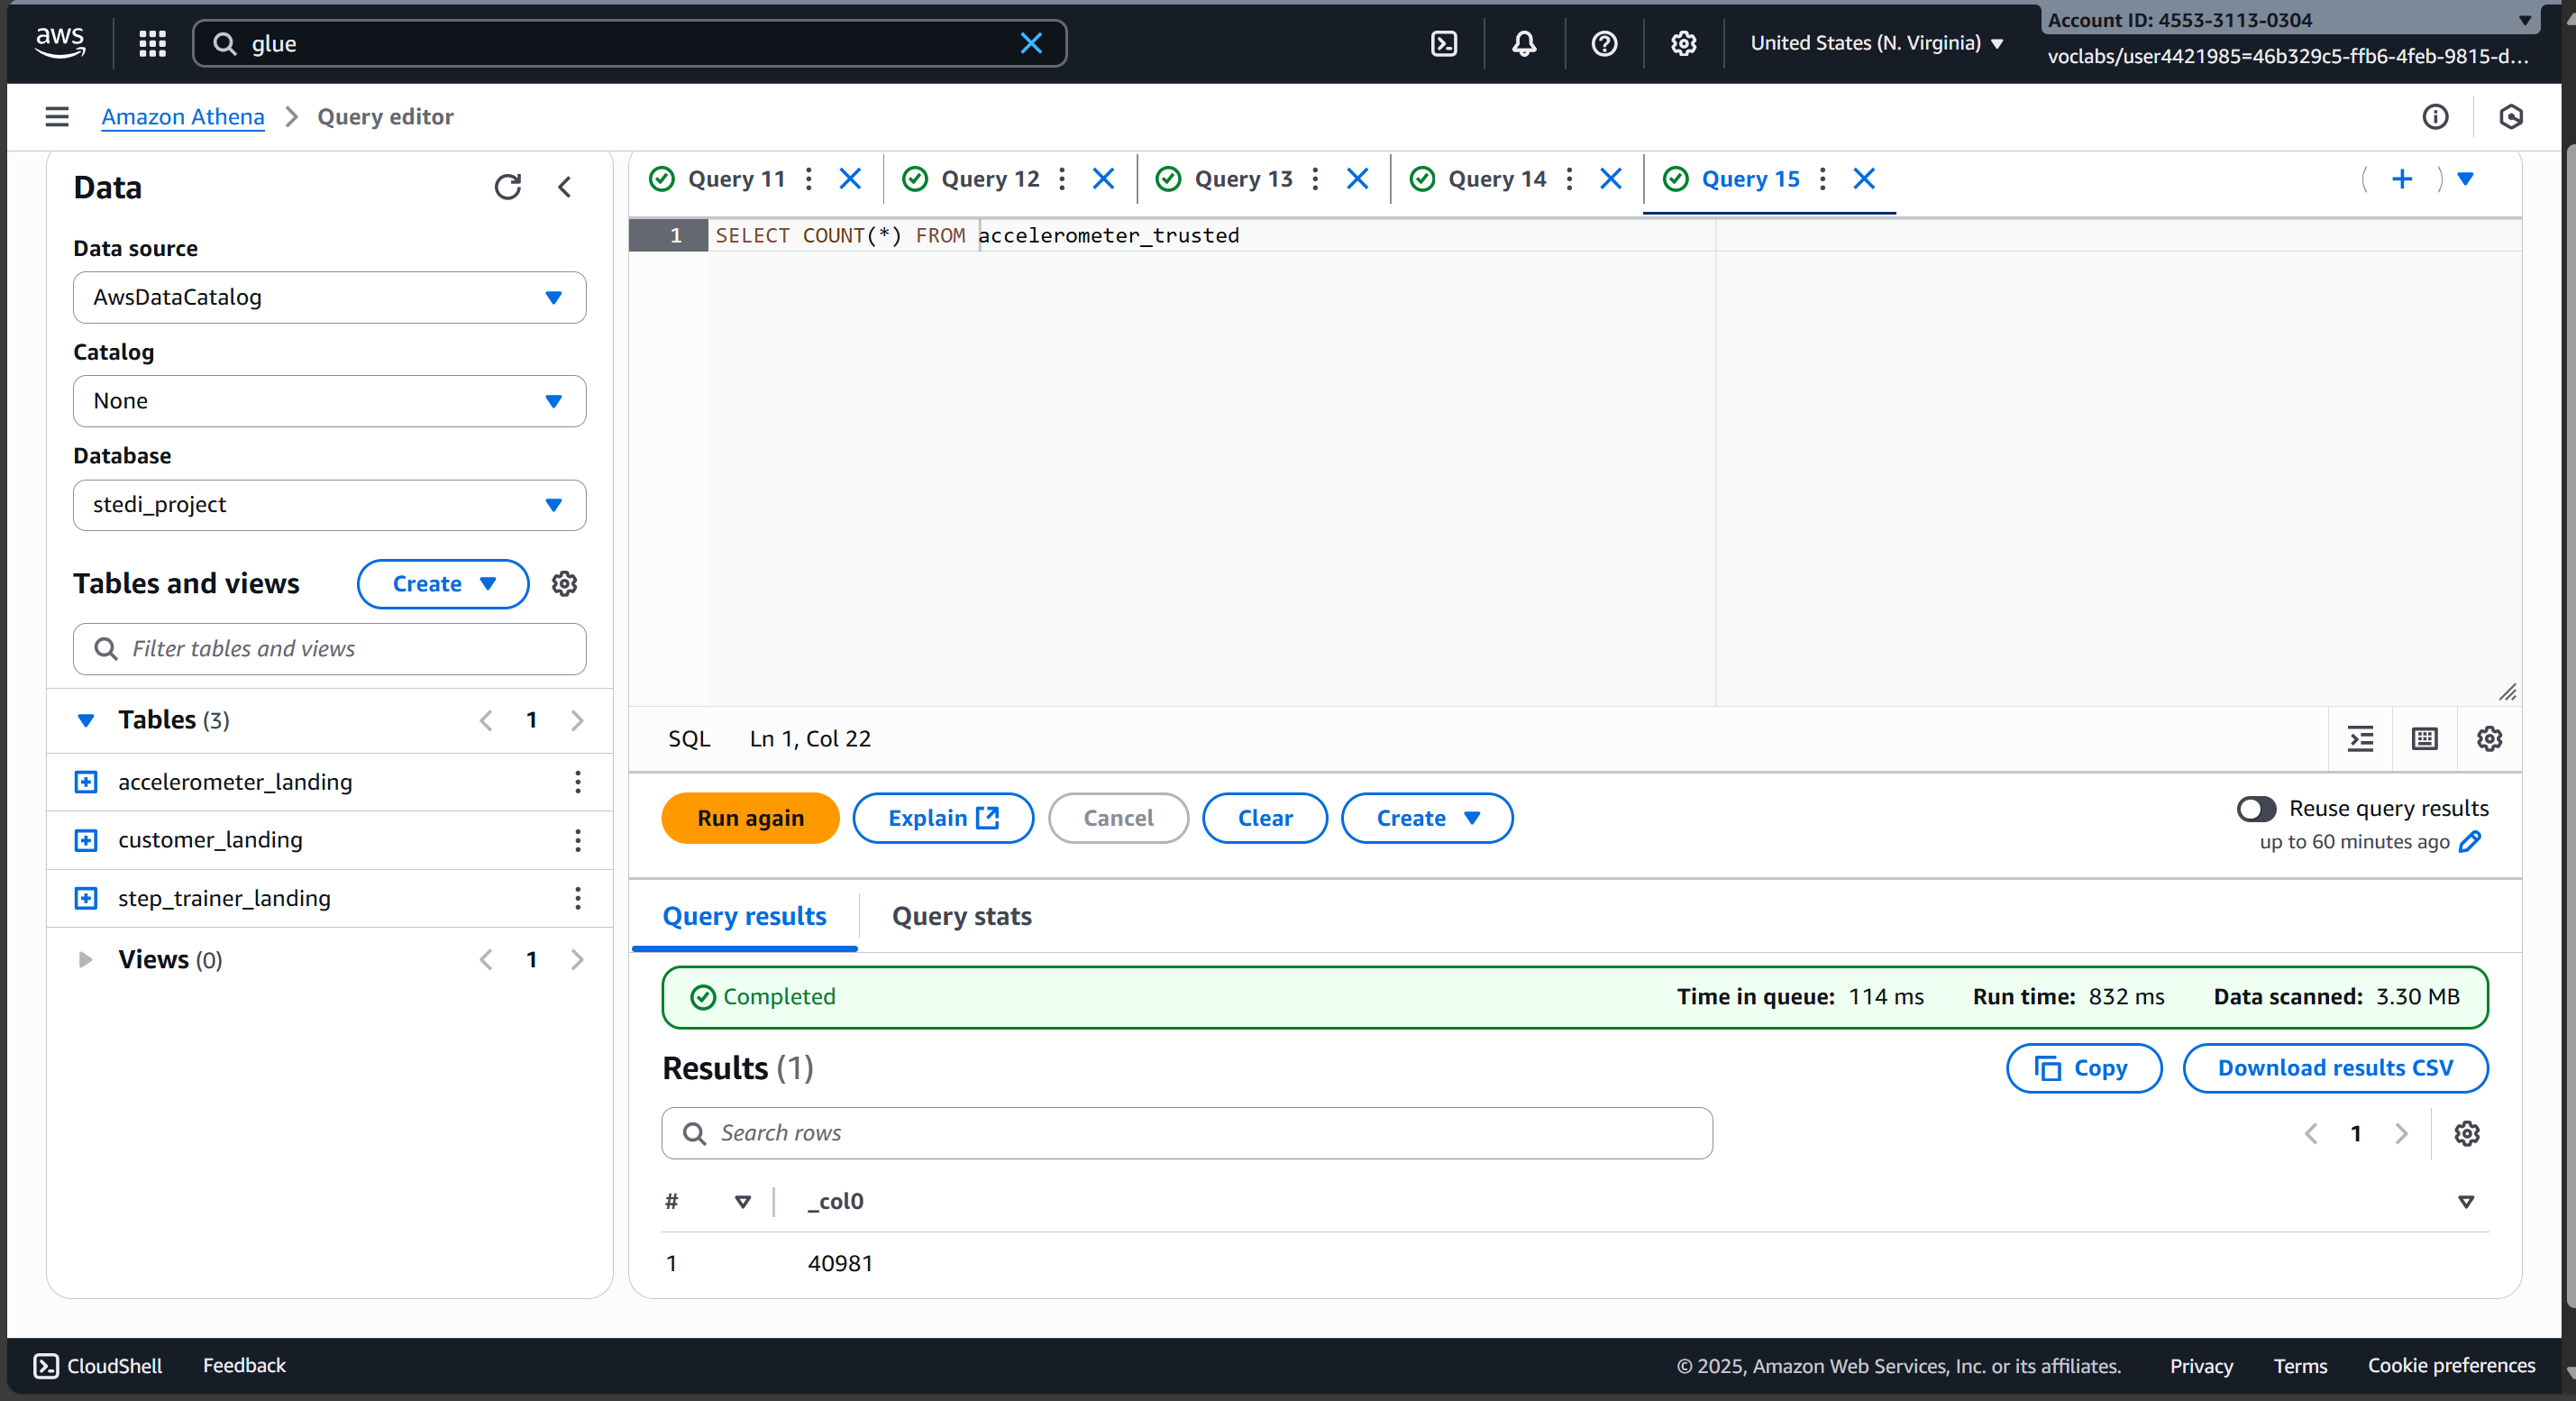 aws
glue
United States (N. Virginia)
Account ID: 4553-3113-0304
voclabs/user4421985=46b329c5-ffb6-4feb-9815-d...
Amazon Athena
Query editor
Data
Data source
AwsDataCatalog
Catalog
None
Database
stedi_project
Tables and views
Create
Filter tables and views
Tables (3)
1
accelerometer_landing
customer_landing
step_trainer_landing
Views (0)
1
Query 11
Query 12
Query 13
Query 14
Query 15
1
SELECT COUNT(*) FROM accelerometer_trusted
SQL
Ln 1, Col 22
Run again
Explain
Cancel
Clear
Create
Reuse query results
up to 60 minutes ago
Query results
Query stats
Completed
Time in queue: 114 ms
Run time: 832 ms
Data scanned: 3.30 MB
Results (1)
Copy
Download results CSV
Search rows
1
#
_col0
1
40981
CloudShell
Feedback
© 2025, Amazon Web Services, Inc. or its affiliates.
Privacy
Terms
Cookie preferences